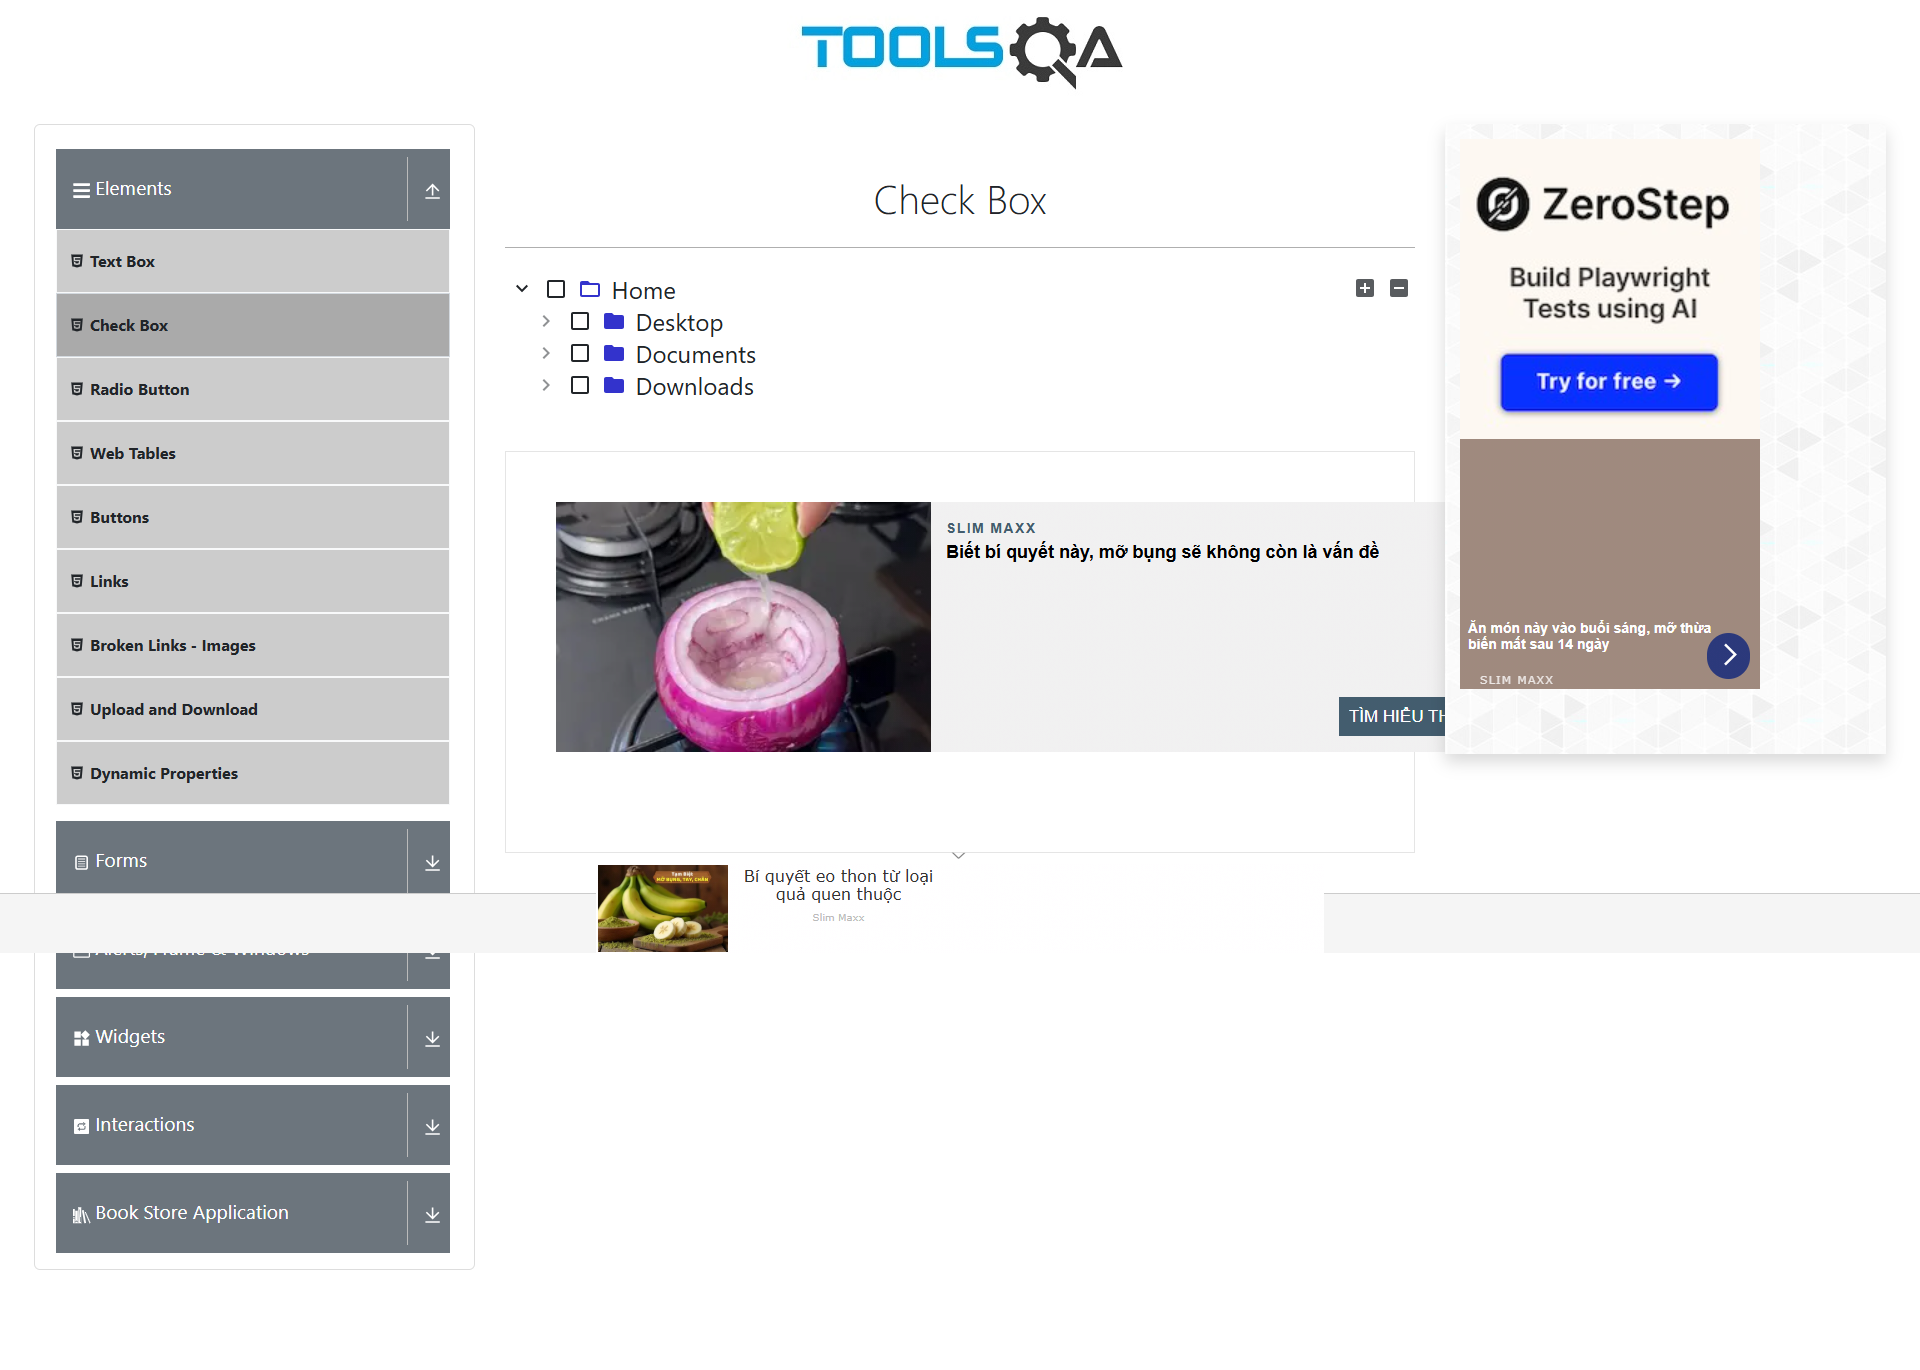 TOOLSQA
Elements
Text Box
Check Box
Radio Button
Web Tables
Buttons
Links
Broken Links - Images
Upload and Download
Dynamic Properties
Forms
Alerts, Frame & Windows
Widgets
Interactions
Book Store Application
Check Box
Home
Desktop
Documents
Downloads
SLIM MAXX
Biết bí quyết này, mỡ bụng sẽ không còn là vấn đề
TÌM HIỂU TH
Bí quyết eo thon từ loại
quả quen thuộc
Slim Maxx
ZeroStep
Build Playwright
Tests using AI
Try for free →
Ăn món này vào buổi sáng, mỡ thừa
biến mất sau 14 ngày
SLIM MAXX